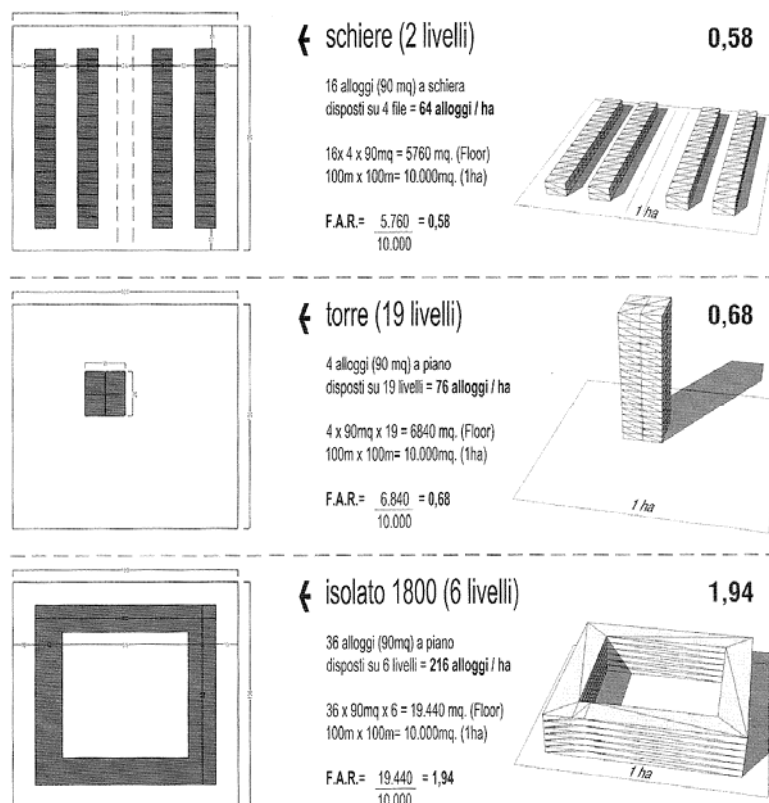 schiere (2 livelli)
0,58
16 alloggi (90 mq) a schiera
disposti su 4 file = 64 alloggi / ha
16x 4 x 90mq = 5760 mq. (Floor)
100m x 100m= 10.000mq. (1ha)
F.A.R.= 5.760 = 0,58
10.000
1 ha
torre (19 livelli)
0,68
4 alloggi (90 mq) a piano
disposti su 19 livelli = 76 alloggi / ha
4 x 90mq x 19 = 6840 mq. (Floor)
100m x 100m= 10.000mq. (1ha)
F.A.R.= 6.840 = 0,68
10.000
1 ha
isolato 1800 (6 livelli)
1,94
36 alloggi (90mq) a piano
disposti su 6 livelli = 216 alloggi / ha
36 x 90mq x 6 = 19.440 mq. (Floor)
100m x 100m= 10.000mq. (1ha)
F.A.R.= 19.440 = 1,94
10.000
1 ha